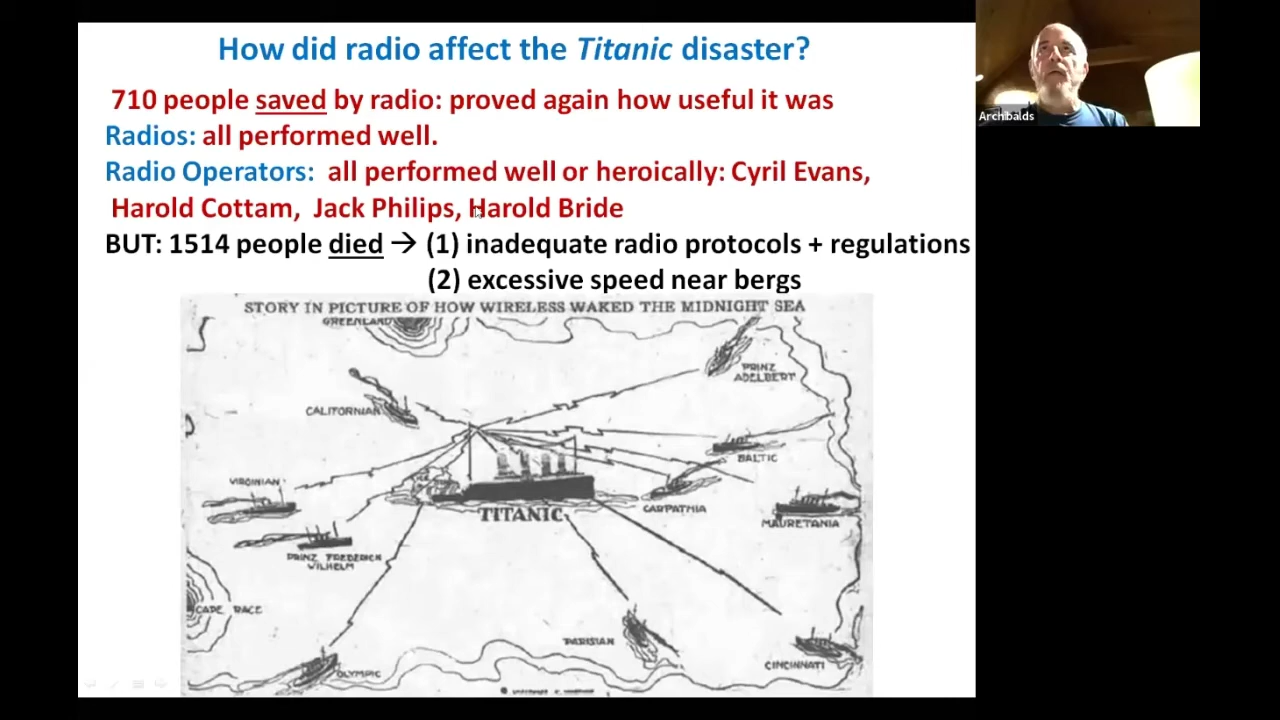 How did radio affect the Titanic disaster?
710 people saved by radio: proved again how useful it was
Radios: all performed well.
Radio Operators: all performed well or heroically: Cyril Evans,
Harold Cottam, Jack Philips, Harold Bride
BUT: 1514 people died → (1) inadequate radio protocols + regulations
(2) excessive speed near bergs
STORY IN PICTURE OF HOW WIRELESS WAKED THE MIDNIGHT SEA
GREENLAND
PRINZ
ADELBERT
CALIFORNIAN
BALTIC
VIRGINIAN
CARPATHIA
TITANIC
MAURETANIA
PRINZ FREDERICK
WILHELM
CAPE RACE
PARISIAN
CINCINNATI
OLYMPIC
Archibalds